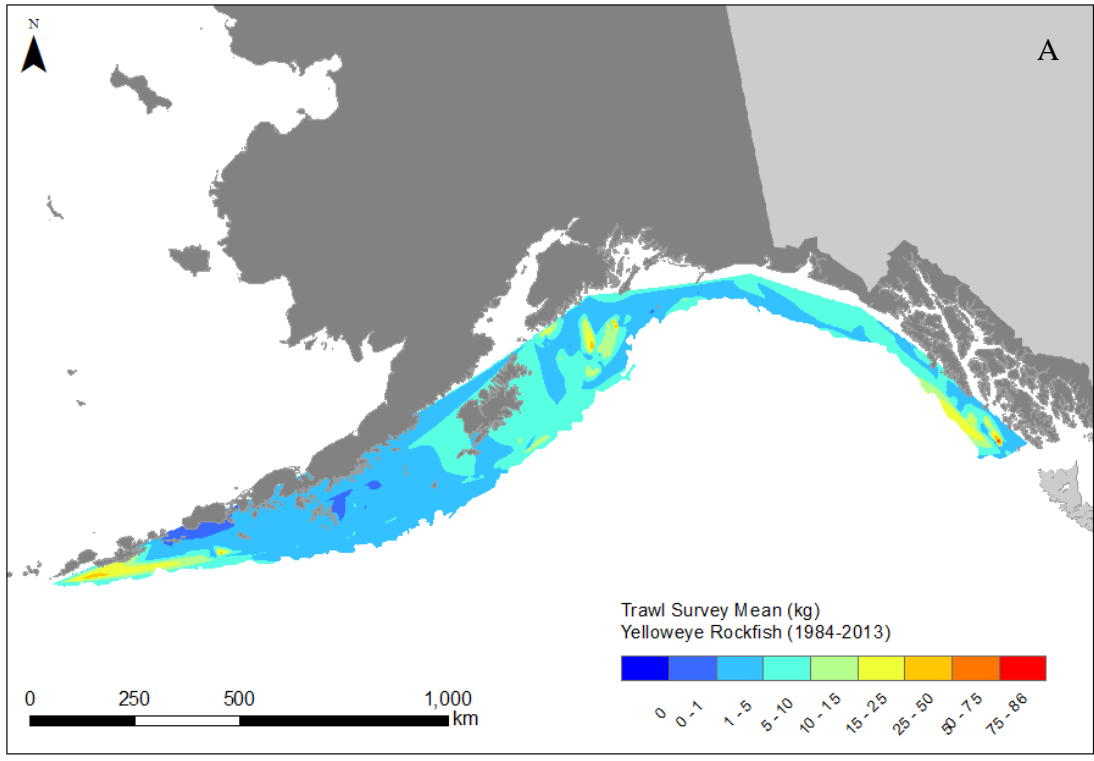 N
A
Trawl Survey Mean (kg)
Yelloweye Rockfish (1984-2013)
0 0 - 1 1 - 5 5 - 10 10 - 15 15 - 25 25 - 50 50 - 75 75 - 86
0 250 500 1,000
km